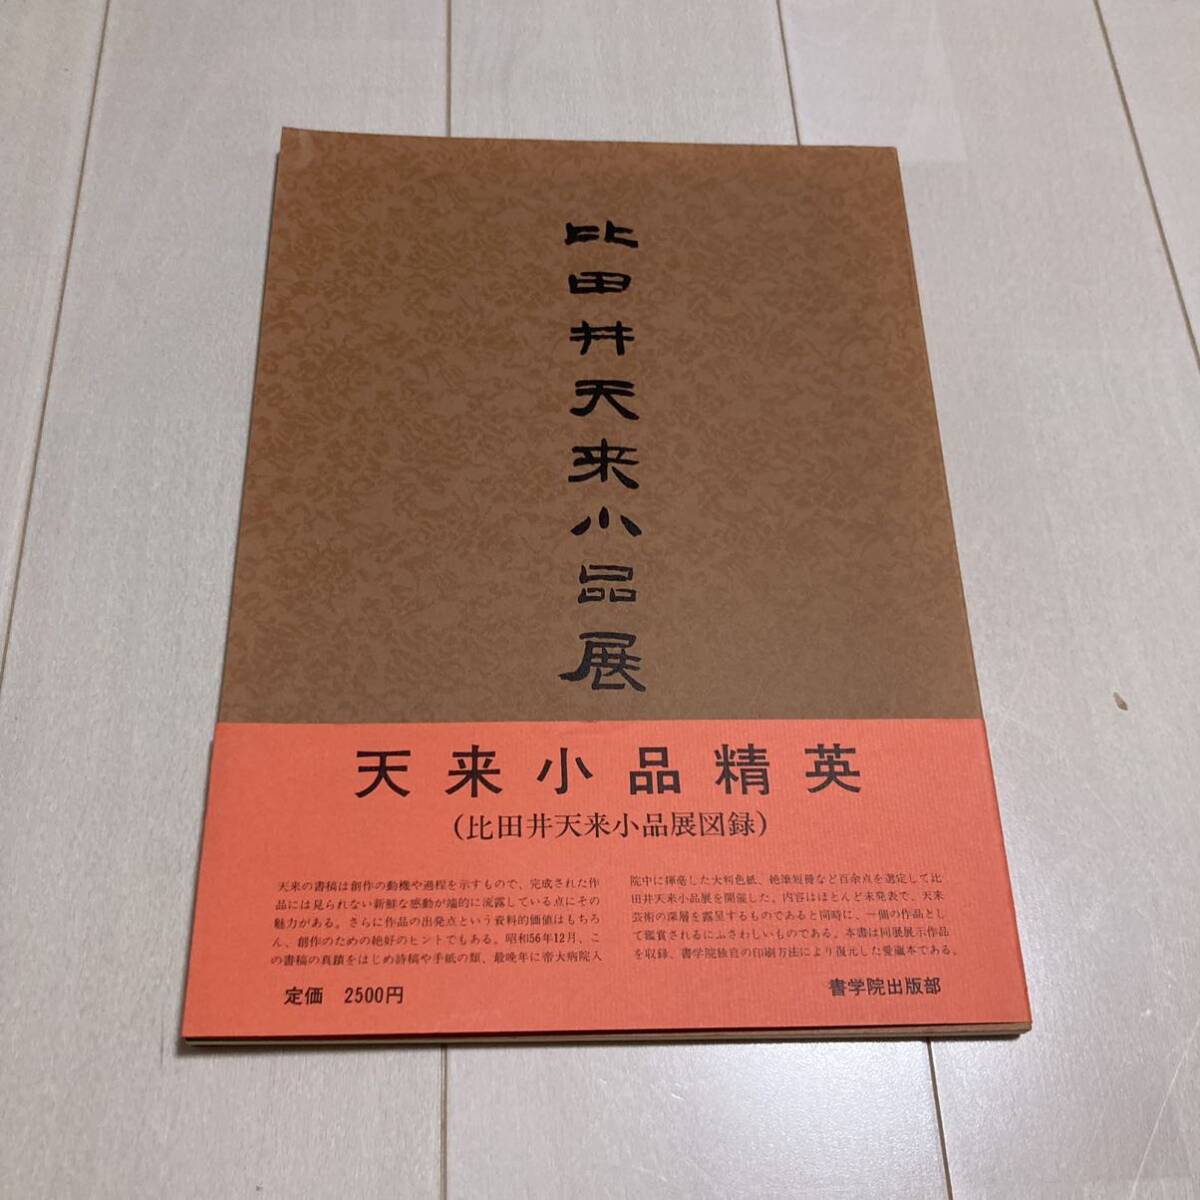 比田井天来小品展
天来小品精英
(比田井天来小品展図録)
天来の書稿は創作の動機や過程を示すもので、完成された作
品には見られない新鮮な感動が端的に流露している点にその
魅力がある。さらに作品の出発点という資料的価値はもちろ
ん、創作のための絶好のヒントでもある。昭和56年12月、こ
の書稿の真蹟をはじめ詩稿や手紙の類、最晩年に帝大病院入
院中に揮毫した大判色紙、絶筆短冊など百余点を選定して比
田井天来小品展を開催した。内容はほとんど未発表で、天来
芸術の深層を露呈するものであると同時に、一個の作品とし
て鑑賞されるにふさわしいものである。本書は同展展示作品
を収録、書学院独自の印刷方法により復元した愛蔵本である。
定価 2500円
書学院出版部